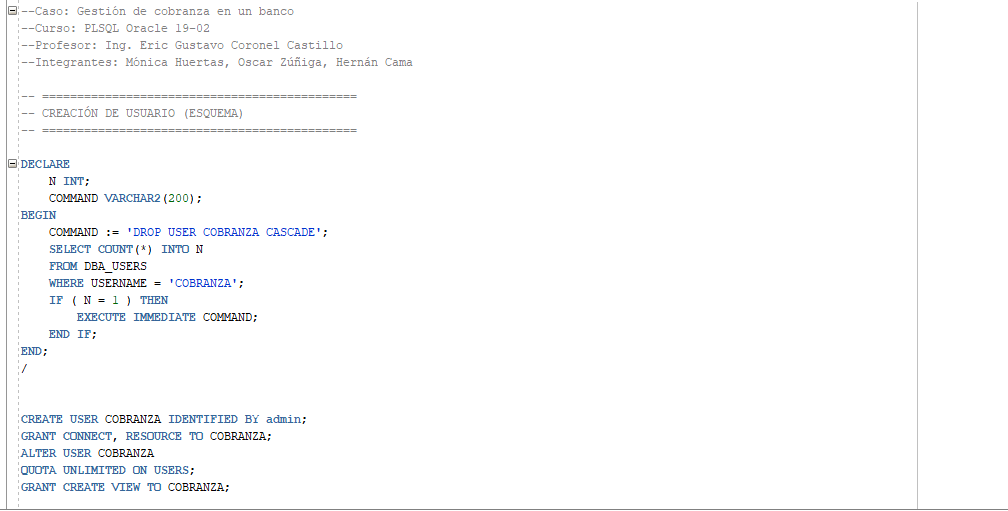 --Caso: Gestión de cobranza en un banco
--Curso: PLSQL Oracle 19-02
--Profesor: Ing. Eric Gustavo Coronel Castillo
--Integrantes: Mónica Huertas, Oscar Zúñiga, Hernán Cama
-- =============================================
-- CREACIÓN DE USUARIO (ESQUEMA)
-- =============================================
DECLARE
N INT;
COMMAND VARCHAR2(200);
BEGIN
COMMAND := 'DROP USER COBRANZA CASCADE';
SELECT COUNT(*) INTO N
FROM DBA_USERS
WHERE USERNAME = 'COBRANZA';
IF ( N = 1 ) THEN
EXECUTE IMMEDIATE COMMAND;
END IF;
END;
/
CREATE USER COBRANZA IDENTIFIED BY admin;
GRANT CONNECT, RESOURCE TO COBRANZA;
ALTER USER COBRANZA
QUOTA UNLIMITED ON USERS;
GRANT CREATE VIEW TO COBRANZA;